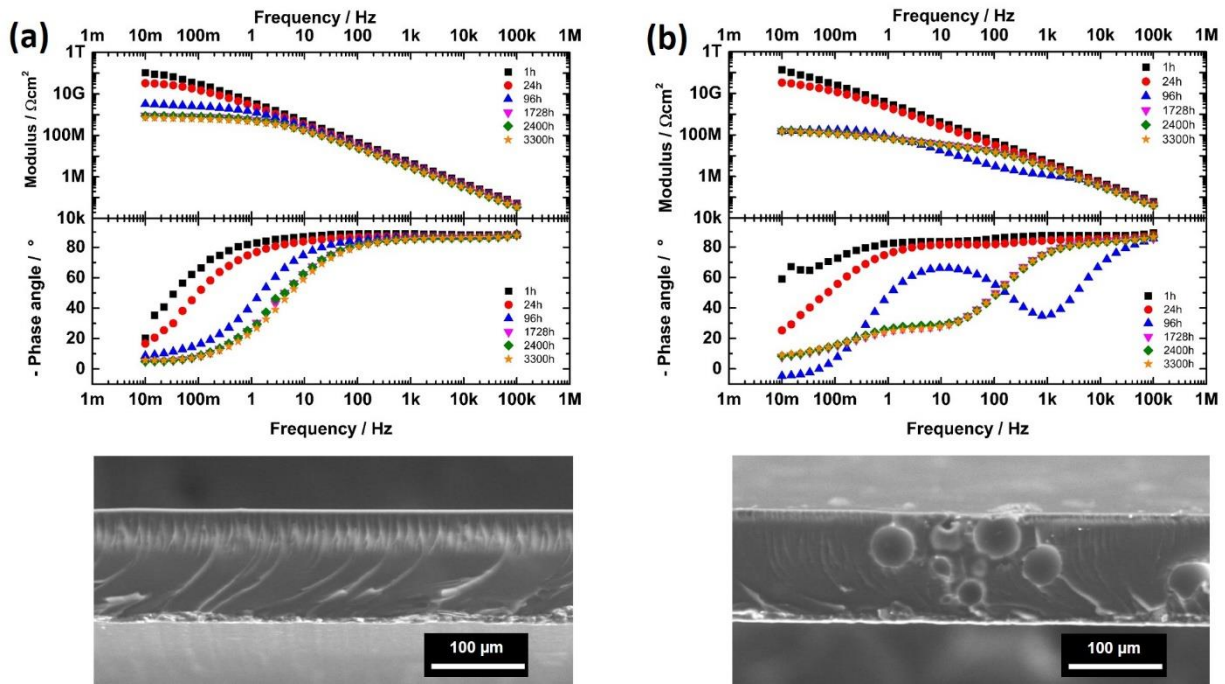 (a)
Frequency / Hz
1m 10m 100m 1 10 100 1k 10k 100k 1M
1T
10G
100M
1M
10k
Modulus / Ωcm²
1h
24h
96h
1728h
2400h
3300h
80
60
40
20
0
- Phase angle / °
1h
24h
96h
1728h
2400h
3300h
1m 10m 100m 1 10 100 1k 10k 100k 1M
Frequency / Hz
100 µm
(b)
Frequency / Hz
1m 10m 100m 1 10 100 1k 10k 100k 1M
1T
10G
100M
1M
10k
Modulus / Ωcm²
1h
24h
96h
1728h
2400h
3300h
80
60
40
20
0
- Phase angle / °
1h
24h
96h
1728h
2400h
3300h
1m 10m 100m 1 10 100 1k 10k 100k 1M
Frequency / Hz
100 µm